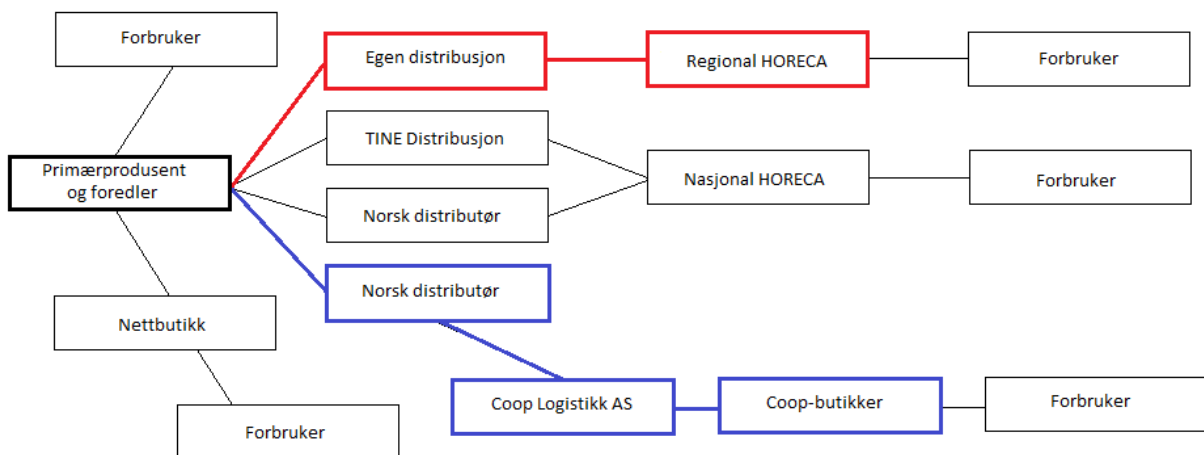 Forbruker
Egen distribusjon
Regional HORECA
Forbruker
TINE Distribusjon
Primærprodusent
og foredler
Nasjonal HORECA
Forbruker
Norsk distributør
Norsk distributør
Nettbutikk
Coop Logistikk AS
Coop-butikker
Forbruker
Forbruker